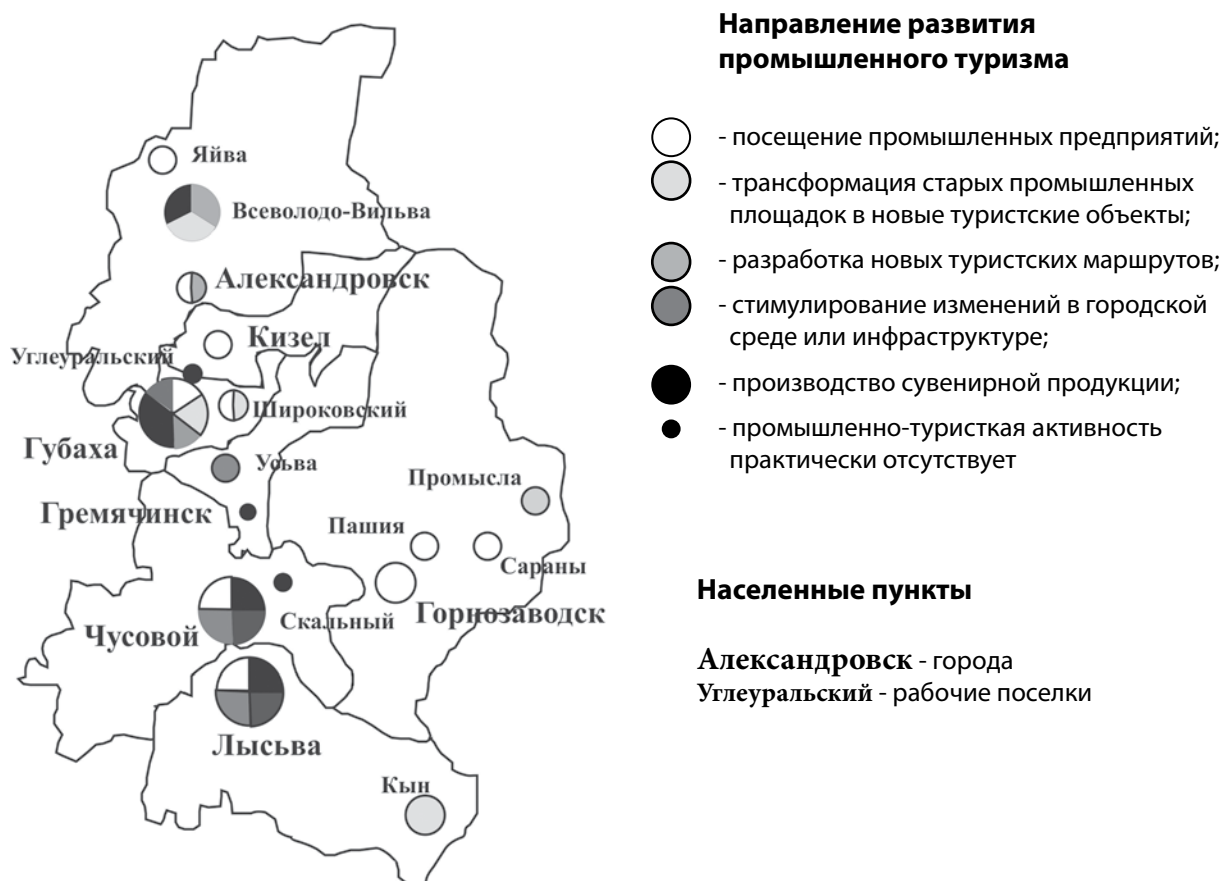 Направление развития
промышленного туризма
- посещение промышленных предприятий;
- трансформация старых промышленных
площадок в новые туристские объекты;
- разработка новых туристских маршрутов;
- стимулирование изменений в городской
среде или инфраструктуре;
- производство сувенирной продукции;
- промышленно-туристкая активность
практически отсутствует
Населенные пункты
Александровск - города
Углеуральский - рабочие поселки
Яйва
Всеволодо-Вильва
Александровск
Кизел
Углеуральский
Широковский
Губаха
Усьва
Промысла
Гремячинск
Пашия
Сараны
Горнозаводск
Скальный
Чусовой
Лысьва
Кын